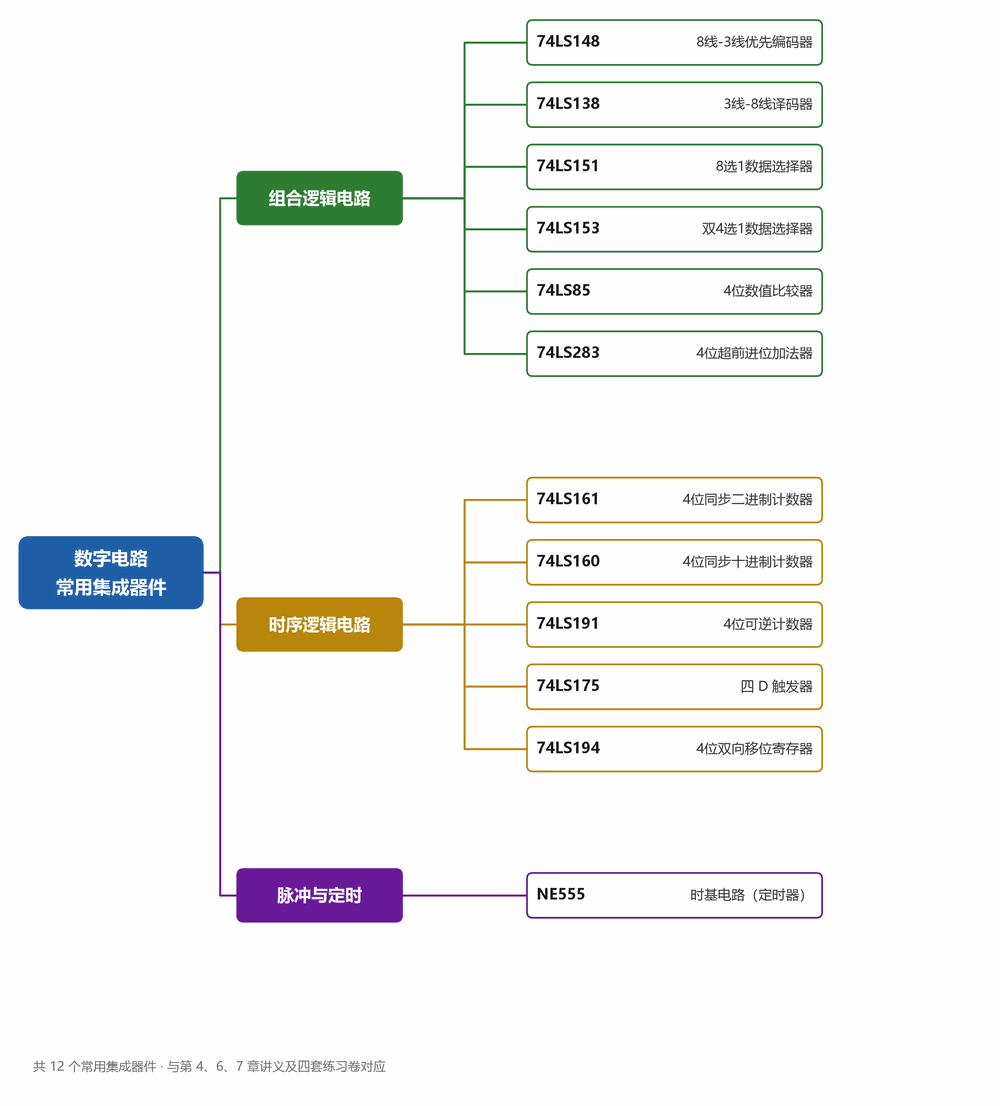 74LS148 8线-3线优先编码器
74LS138 3线-8线译码器
74LS151 8选1数据选择器
组合逻辑电路
74LS153 双4选1数据选择器
74LS85 4位数值比较器
74LS283 4位超前进位加法器
74LS161 4位同步二进制计数器
数字电路
常用集成器件
74LS160 4位同步十进制计数器
时序逻辑电路
74LS191 4位可逆计数器
74LS175 四 D 触发器
74LS194 4位双向移位寄存器
脉冲与定时
NE555 时基电路（定时器）
共 12 个常用集成器件 · 与第 4、6、7 章讲义及四套练习卷对应